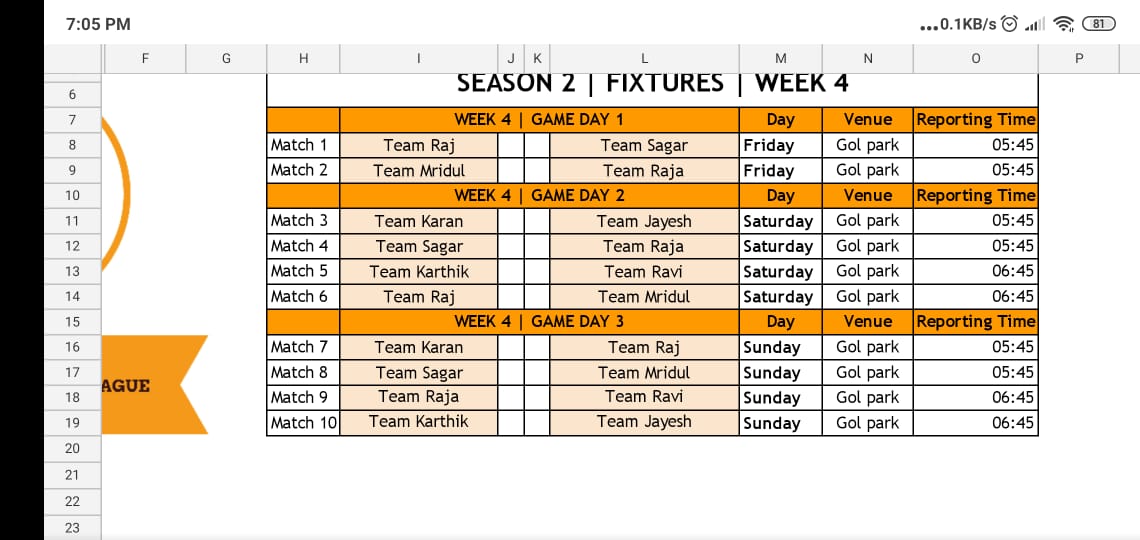 7:05 PM ...0.1KB/s 81
F G H I J K L M N O P
6 SEASON 2 | FIXTURES | WEEK 4
7 WEEK 4 | GAME DAY 1 Day Venue Reporting Time
8 Match 1 Team Raj Team Sagar Friday Gol park 05:45
9 Match 2 Team Mridul Team Raja Friday Gol park 05:45
10 WEEK 4 | GAME DAY 2 Day Venue Reporting Time
11 Match 3 Team Karan Team Jayesh Saturday Gol park 05:45
12 Match 4 Team Sagar Team Raja Saturday Gol park 05:45
13 Match 5 Team Karthik Team Ravi Saturday Gol park 06:45
14 Match 6 Team Raj Team Mridul Saturday Gol park 06:45
15 WEEK 4 | GAME DAY 3 Day Venue Reporting Time
16 Match 7 Team Karan Team Raj Sunday Gol park 05:45
17 Match 8 Team Sagar Team Mridul Sunday Gol park 05:45
AGUE
18 Match 9 Team Raja Team Ravi Sunday Gol park 06:45
19 Match 10 Team Karthik Team Jayesh Sunday Gol park 06:45
20
21
22
23